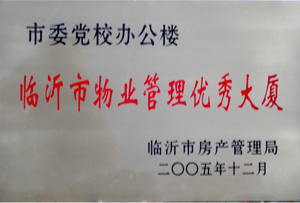 市委党校办公楼
临沂市物业管理优秀大厦
临沂市房产管理局
二〇〇五年十二月